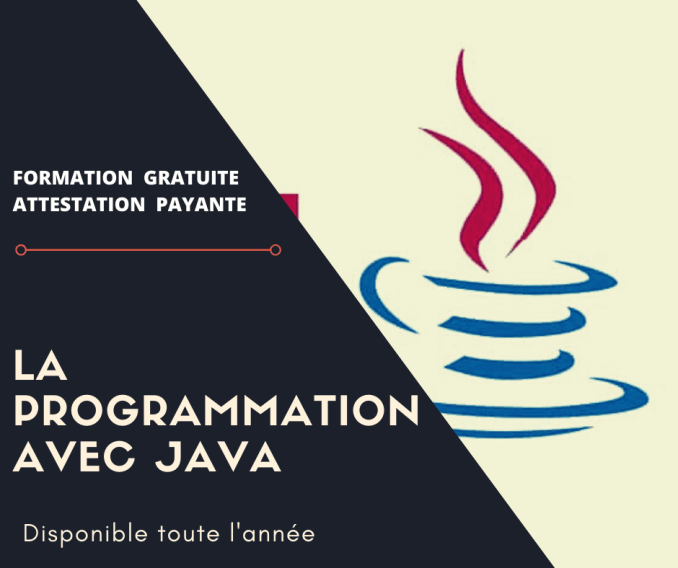 FORMATION GRATUITE
ATTESTATION PAYANTE
LA
PROGRAMMATION
AVEC JAVA
Disponible toute l'année